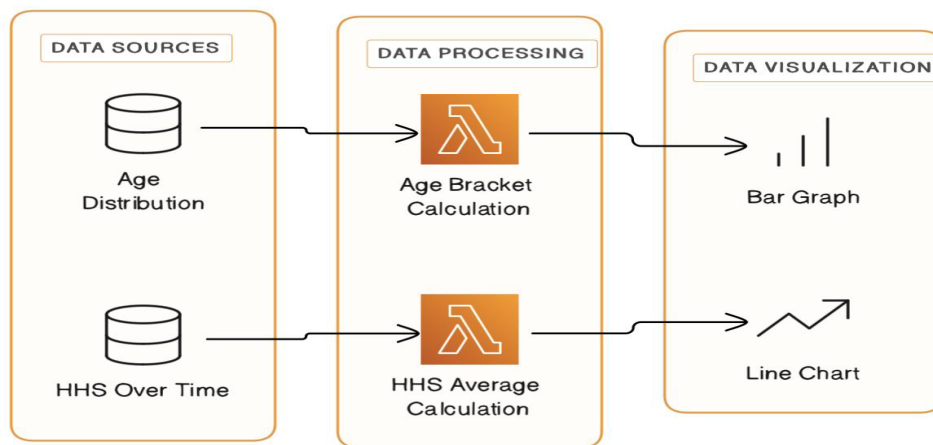 DATA SOURCES
Age
Distribution
HHS Over Time
DATA PROCESSING
Age Bracket
Calculation
HHS Average
Calculation
DATA VISUALIZATION
Bar Graph
Line Chart